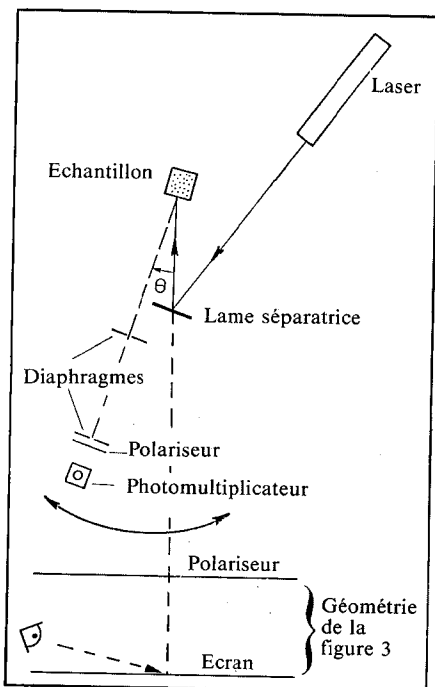 Laser
Echantillon
θ
Lame séparatrice
Diaphragmes
Polariseur
Photomultiplicateur
Polariseur
Géométrie
de la
figure 3
Ecran